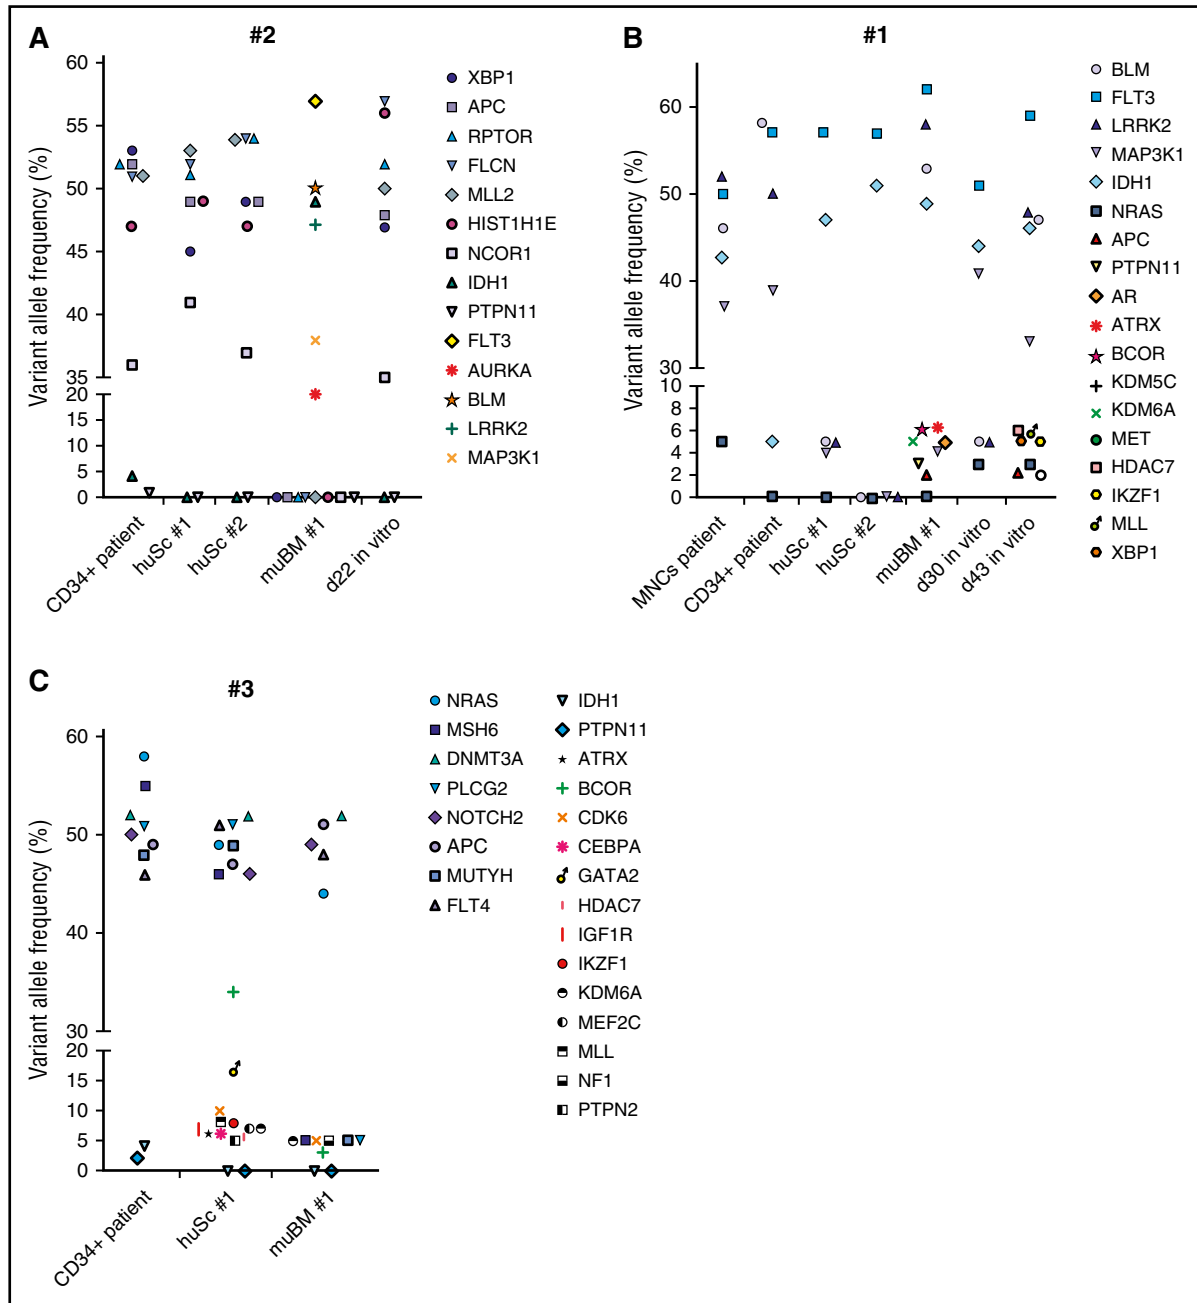 A
#2
Variant allele frequency (%)
60
55
50
45
40
35
20
15
10
5
0
CD34+ patient
huSc #1
huSc #2
muBM #1
d22 in vitro
XBP1
APC
RPTOR
FLCN
MLL2
HIST1H1E
NCOR1
IDH1
PTPN11
FLT3
AURKA
BLM
LRRK2
MAP3K1
B
#1
Variant allele frequency (%)
60
50
40
30
10
8
6
4
2
0
MNCs patient
CD34+ patient
huSc #1
huSc #2
muBM #1
d30 in vitro
d43 in vitro
BLM
FLT3
LRRK2
MAP3K1
IDH1
NRAS
APC
PTPN11
AR
ATRX
BCOR
KDM5C
KDM6A
MET
HDAC7
IKZF1
MLL
XBP1
C
#3
Variant allele frequency (%)
60
50
40
30
20
15
10
5
0
CD34+ patient
huSc #1
muBM #1
NRAS
MSH6
DNMT3A
PLCG2
NOTCH2
APC
MUTYH
FLT4
IDH1
PTPN11
ATRX
BCOR
CDK6
CEBPA
GATA2
HDAC7
IGF1R
IKZF1
KDM6A
MEF2C
MLL
NF1
PTPN2